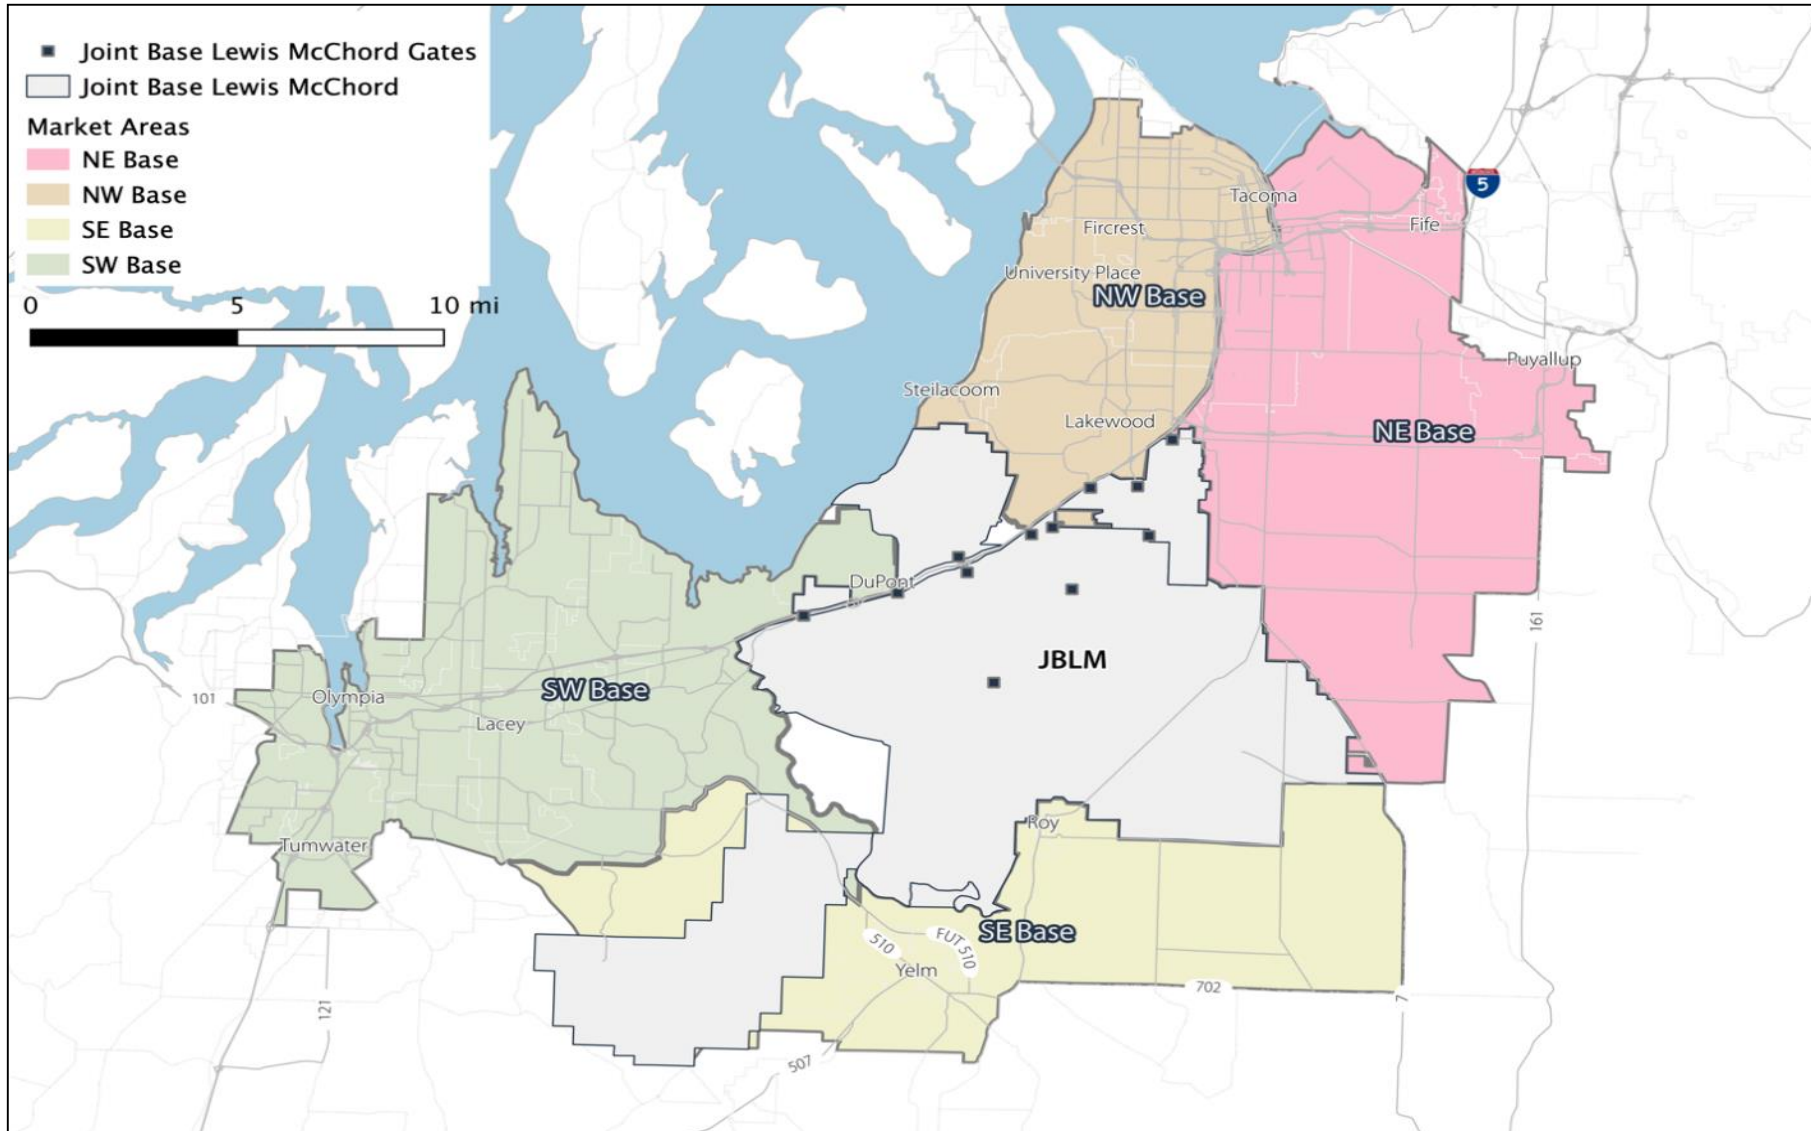 Joint Base Lewis McChord Gates
Joint Base Lewis McChord
Market Areas
NE Base
NW Base
SE Base
SW Base
0 5 10 mi
5
Tacoma
Fircrest
Fife
University Place
NW Base
Puyallup
Steilacoom
Lakewood
NE Base
DuPont
161
JBLM
SW Base
101
Olympia
Lacey
Roy
Tumwater
SE Base
510
FUT 510
Yelm
702
7
121
507